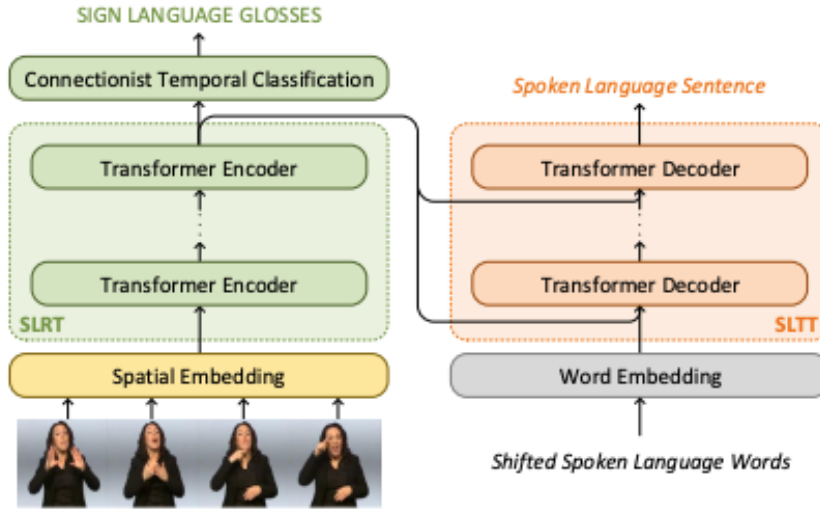 SIGN LANGUAGE GLOSSES
Connectionist Temporal Classification
Transformer Encoder
Transformer Encoder
SLRT
Spatial Embedding
Spoken Language Sentence
Transformer Decoder
Transformer Decoder
SLTT
Word Embedding
Shifted Spoken Language Words